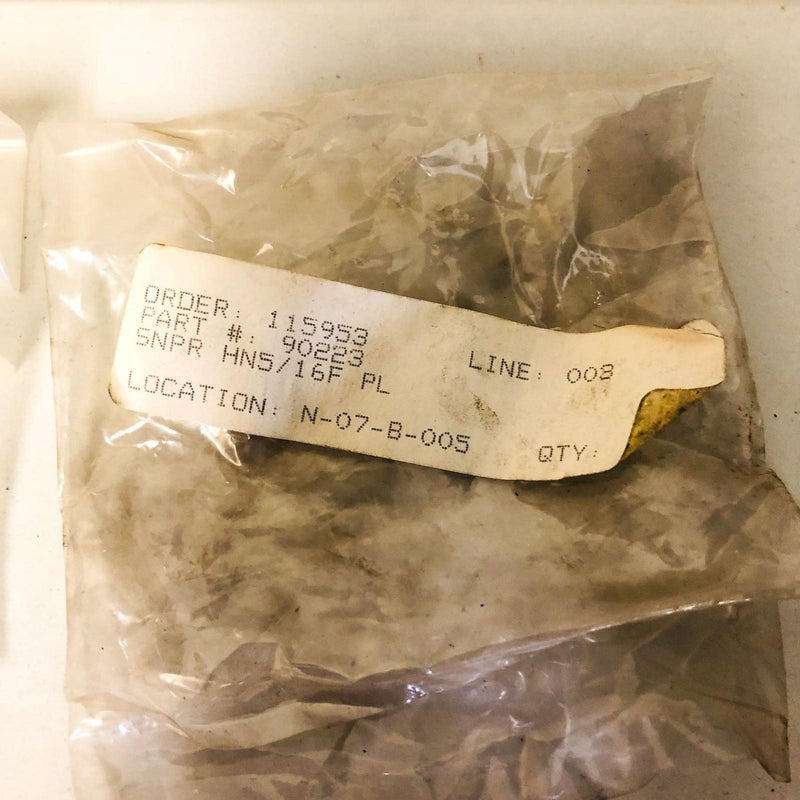 ORDER: 115953
PART #: 90223 LINE: 008
SNPR HN5/16F PL
LOCATION: N-07-B-005 QTY: